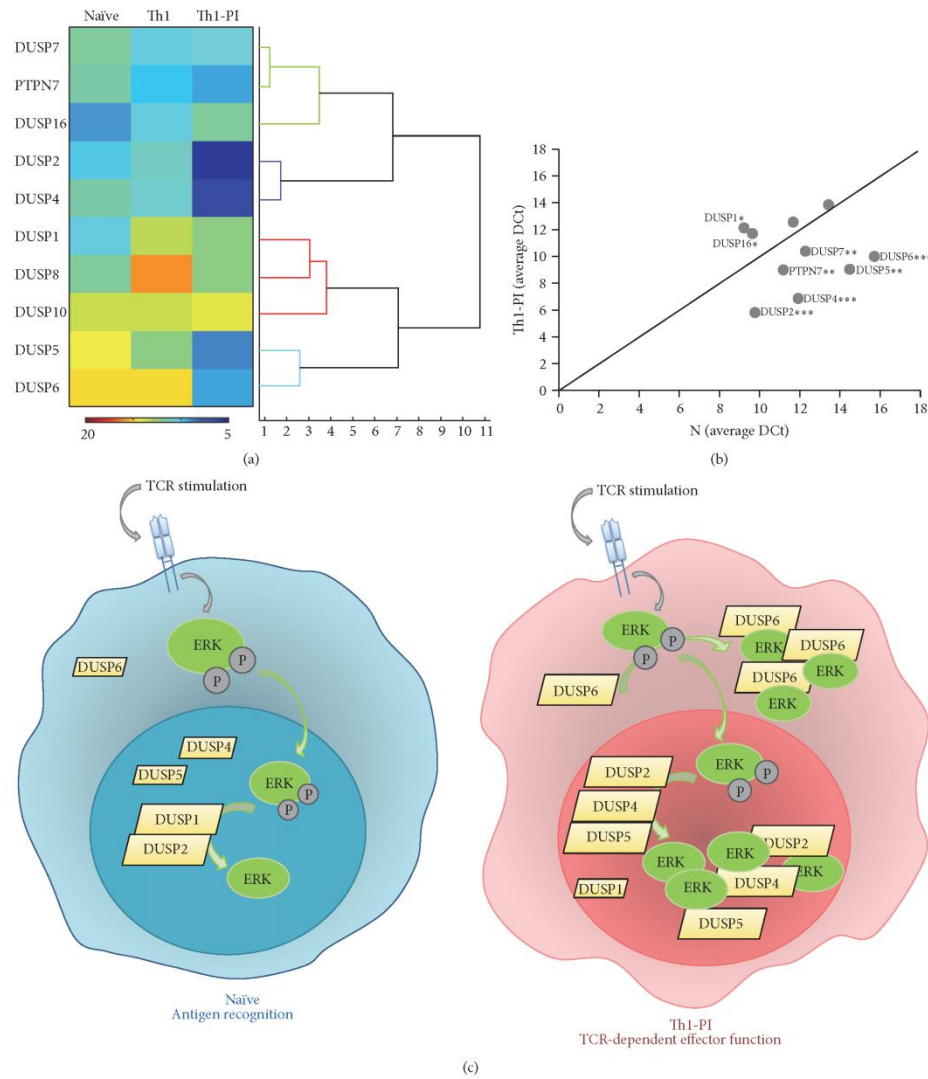 Naïve Th1 Th1-PI
DUSP7
PTPN7
DUSP16
DUSP2
DUSP4
DUSP1
DUSP8
DUSP10
DUSP5
DUSP6
20 5
1 2 3 4 5 6 7 8 9 10 11
(a)
18
16
14
12
10
8
6
4
2
0
Th1-PI (average DCt)
DUSP1*
DUSP16*
DUSP7**
DUSP6***
PTPN7**
DUSP5**
DUSP4***
DUSP2***
0 2 4 6 8 10 12 14 16 18
N (average DCt)
(b)
TCR stimulation
ERK
P
P
DUSP6
DUSP4
DUSP5
ERK
P
P
DUSP1
DUSP2
ERK
Naïve
Antigen recognition
TCR stimulation
ERK
P
P
DUSP6
DUSP6
ERK
DUSP6
DUSP6
ERK
ERK
DUSP2
ERK
P
P
DUSP4
DUSP5
DUSP2
ERK
ERK
ERK
DUSP1
DUSP4
ERK
DUSP5
Th1-PI
TCR-dependent effector function
(c)